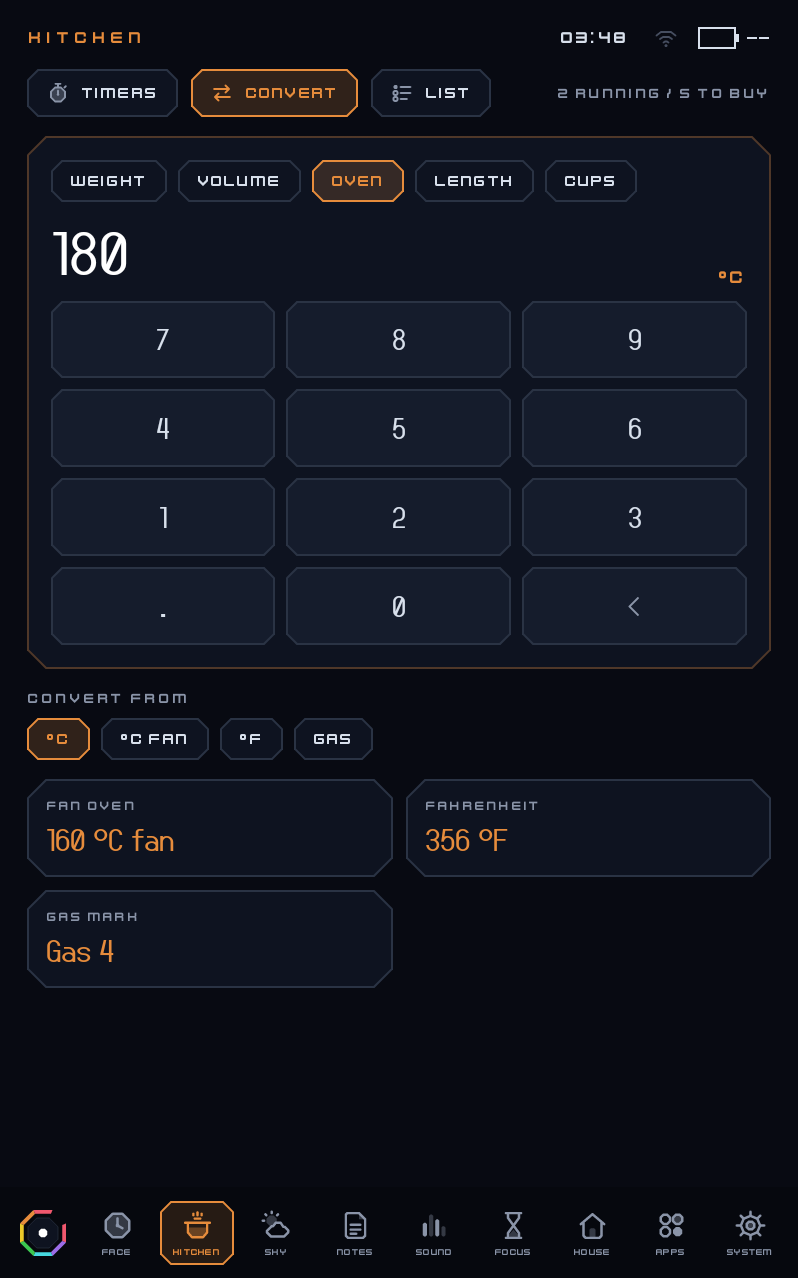 KITCHEN
03:48
--
TIMERS
CONVERT
LIST
2 RUNNING / 5 TO BUY
WEIGHT
VOLUME
OVEN
LENGTH
CUPS
180
°C
7
8
9
4
5
6
1
2
3
.
0
CONVERT FROM
°C
°C FAN
°F
GAS
FAN OVEN
FAHRENHEIT
160 °C fan
356 °F
GAS MARK
Gas 4
FACE
KITCHEN
SKY
NOTES
SOUND
FOCUS
HOUSE
APPS
SYSTEM